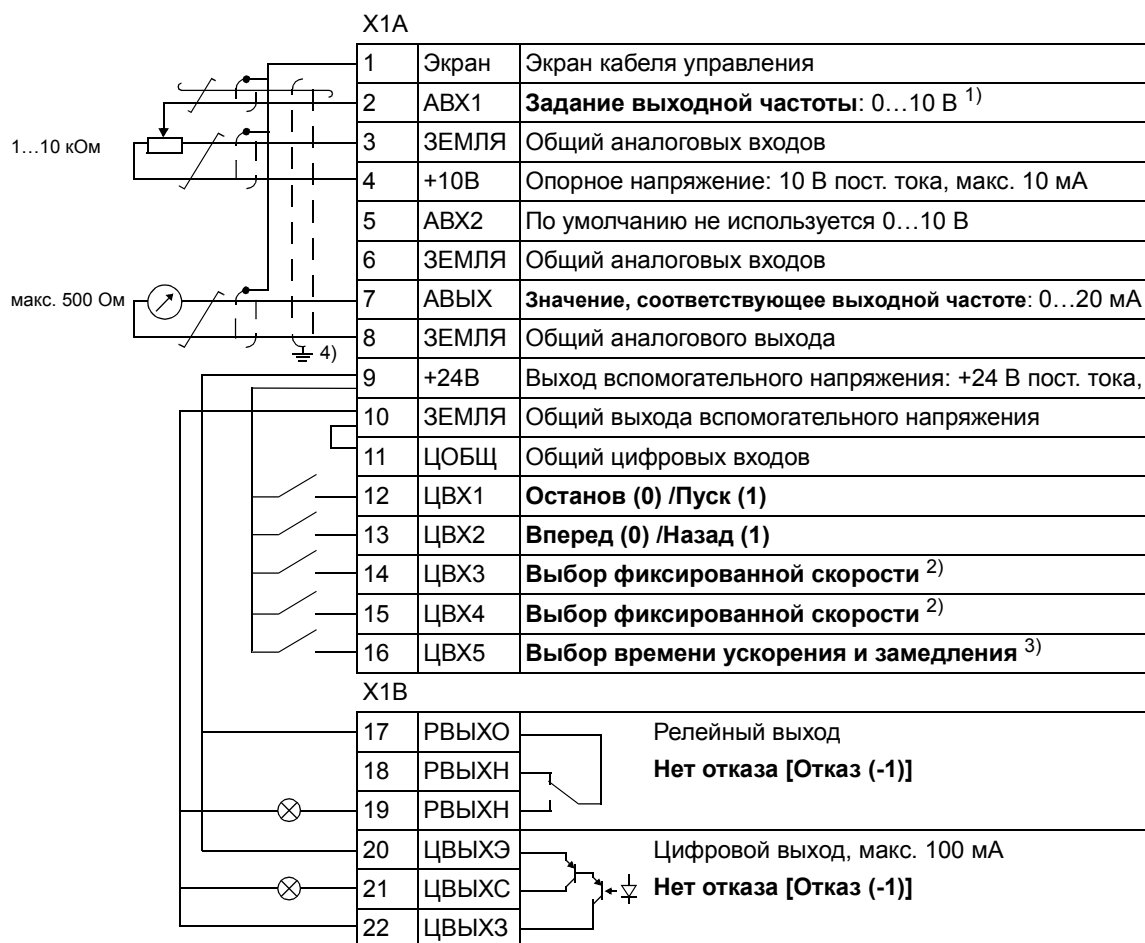 X1A
1 Экран Экран кабеля управления
2 АВХ1 Задание выходной частоты: 0…10 В 1)
1…10 кОм
3 ЗЕМЛЯ Общий аналоговых входов
4 +10В Опорное напряжение: 10 В пост. тока, макс. 10 мА
5 АВХ2 По умолчанию не используется 0…10 В
6 ЗЕМЛЯ Общий аналоговых входов
макс. 500 Ом
7 АВЫХ Значение, соответствующее выходной частоте: 0…20 мА
8 ЗЕМЛЯ Общий аналогового выхода
4)
9 +24В Выход вспомогательного напряжения: +24 В пост. тока,
10 ЗЕМЛЯ Общий выхода вспомогательного напряжения
11 ЦОБЩ Общий цифровых входов
12 ЦВХ1 Останов (0) /Пуск (1)
13 ЦВХ2 Вперед (0) /Назад (1)
14 ЦВХ3 Выбор фиксированной скорости 2)
15 ЦВХ4 Выбор фиксированной скорости 2)
16 ЦВХ5 Выбор времени ускорения и замедления 3)
X1B
17 РВЫХО Релейный выход
18 РВЫХН Нет отказа [Отказ (-1)]
19 РВЫХН
20 ЦВЫХЭ Цифровой выход, макс. 100 мА
21 ЦВЫХС Нет отказа [Отказ (-1)]
22 ЦВЫХЗ